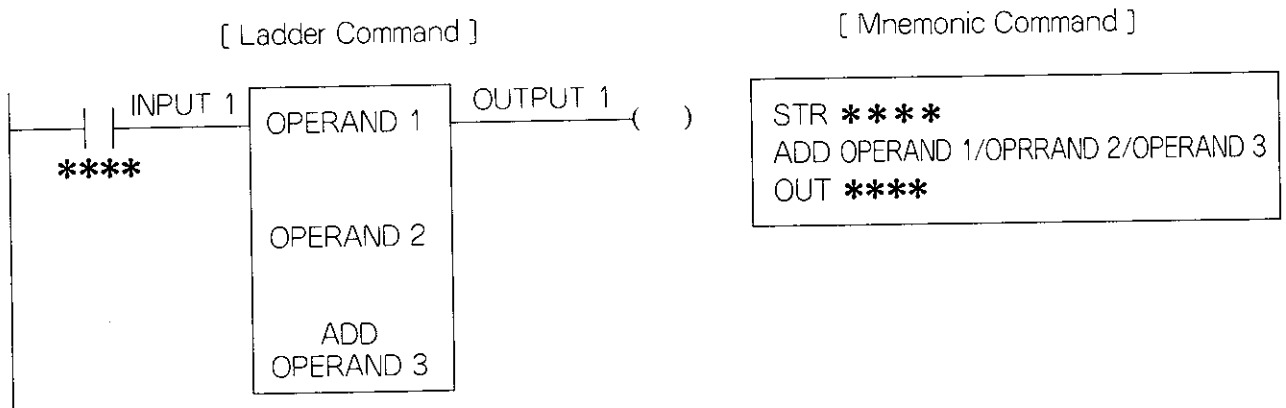 [ Ladder Command ]
[ Mnemonic Command ]
INPUT 1
****
OPERAND 1
OPERAND 2
ADD
OPERAND 3
OUTPUT 1
( )
STR ****
ADD OPERAND 1/OPRRAND 2/OPERAND 3
OUT ****